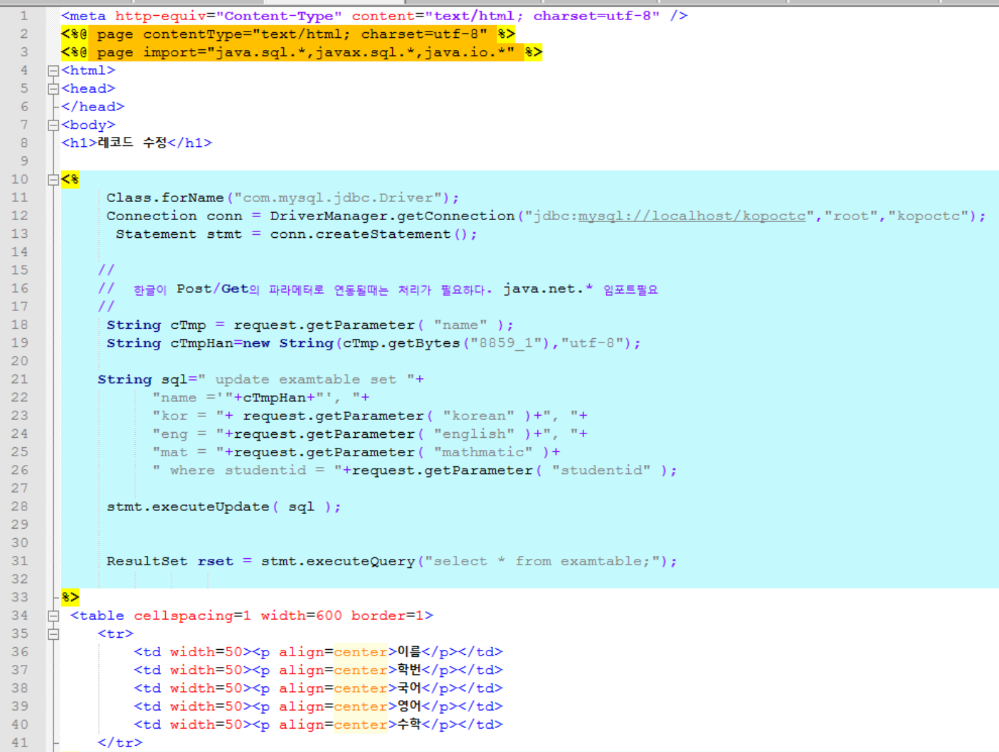 1 <meta http-equiv="Content-Type" content="text/html; charset=utf-8" />
2 <%@ page contentType="text/html; charset=utf-8" %>
3 <%@ page import="java.sql.*,javax.sql.*,java.io.*" %>
4 <html>
5 <head>
6 </head>
7 <body>
8 <h1>레코드 수정</h1>
9
10 <%
11 Class.forName("com.mysql.jdbc.Driver");
12 Connection conn = DriverManager.getConnection("jdbc:mysql://localhost/kopoctc","root","kopoctc");
13 Statement stmt = conn.createStatement();
14
15 //
16 // 한글이 Post/Get의 파라메터로 연동될때는 처리가 필요하다. java.net.* 임포트필요
17 //
18 String cTmp = request.getParameter( "name" );
19 String cTmpHan=new String(cTmp.getBytes("8859_1"),"utf-8");
20
21 String sql=" update examtable set "+
22 "name ='"+cTmpHan+"', "+
23 "kor = "+ request.getParameter( "korean" )+", "+
24 "eng = "+request.getParameter( "english" )+", "+
25 "mat = "+request.getParameter( "mathmatic" )+
26 " where studentid = "+request.getParameter( "studentid" );
27
28 stmt.executeUpdate( sql );
29
30
31 ResultSet rset = stmt.executeQuery("select * from examtable;");
32
33 %>
34 <table cellspacing=1 width=600 border=1>
35 <tr>
36 <td width=50><p align=center>이름</p></td>
37 <td width=50><p align=center>학번</p></td>
38 <td width=50><p align=center>국어</p></td>
39 <td width=50><p align=center>영어</p></td>
40 <td width=50><p align=center>수학</p></td>
41 </tr>